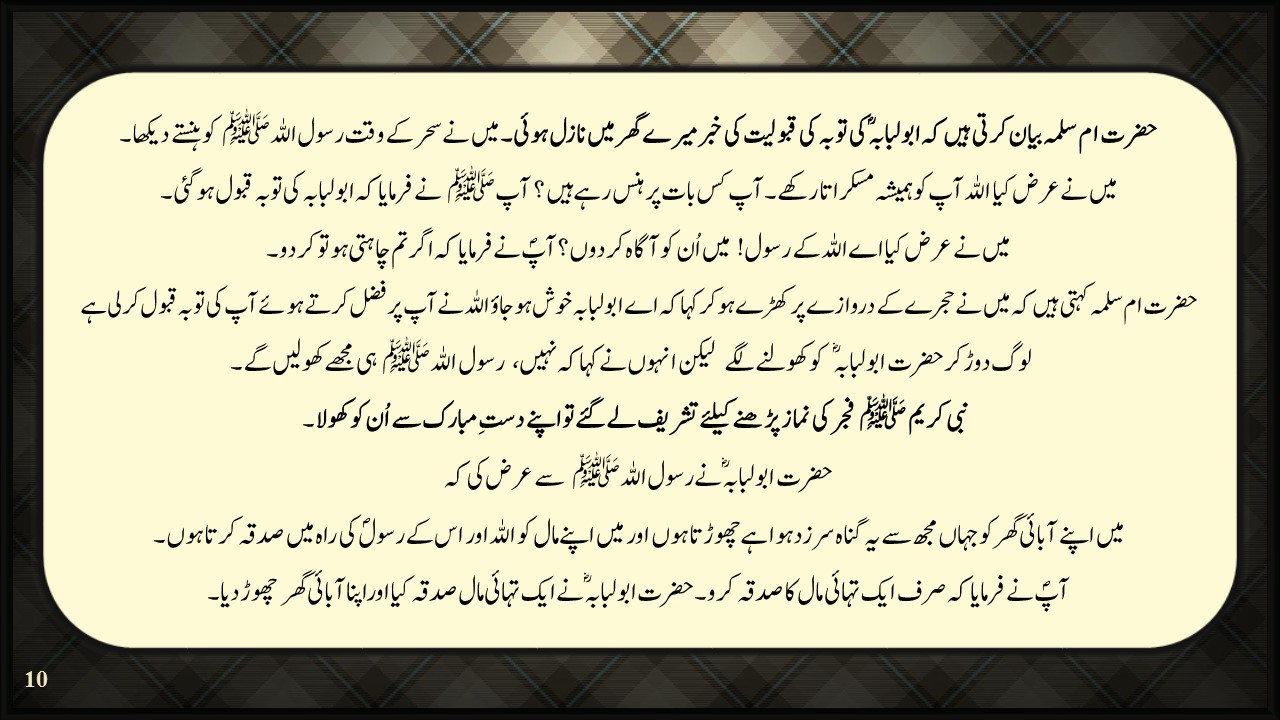 حضرت ام سلمہ بیان کرتی ہیں کہ ابولبابہؓ کی توبہ کی قبولیت کی خبر میرے گھر میں نازل ہوئی۔ میں نے سحر کے وقت رسول اللہ ﷺ کو ہنستے دیکھا۔
میں نے عرض کیا اللہ آپ کو ہمیشہ مسکراتا رکھے۔ آپ کس بات پر ہنس رہے ہیں؟ آپ ﷺ نے فرمایا کہ ابولبابہ کی توبہ قبول ہوگئی۔
میں نے عرض کیا اے اللہ کے رسول! میں اُن کو آگاہ کر دوں؟ آپؐ نے فرمایا کہ اگر تم چاہتی ہو تو کر دو۔
حضرت ام سلمہ کہتی ہیں کہ میں نے حجرے کے دروازے پر کھڑے ہو کر کہا کہ اے ابولبابہ خوش ہو جاؤ اللہ نے آپ پر فضل کرتے ہوئے آپ کی توبہ قبول کر لی ہے
لوگ دوڑ کر حضرت ابولبابہؓ کو کھولنے لگے لیکن انہوں نے کہا کہ نہیں، رسول اللہ ﷺ ہی مجھے کھولیں گے۔
نبی کریم ﷺ فجر کی نماز پڑھنے کیلئے تشریف لے گئے تو اپنے دستِ مبارک سے اُن کو کھولا۔
حضرت ابولبابہؓ نے رسول اللہ ﷺ سے عرض کی کہ
میں اپنے آبائی گھر کو جہاں مجھ سے یہ گناہ سرزد ہوا ہے چھوڑتا ہوں اور میں اپنے مال کو اللہ اور اس کے رسولؐ کی راہ میں صدقہ کرتا ہوں۔
آپؐ نے فرمایا کہ صرف ایک تہائی مال کا صدقہ کرو۔ حضرت ابولبابہؓ نے ایک تہائی مال صدقہ کیا اور اپنا آبائی گھر چھوڑ دیا۔
10